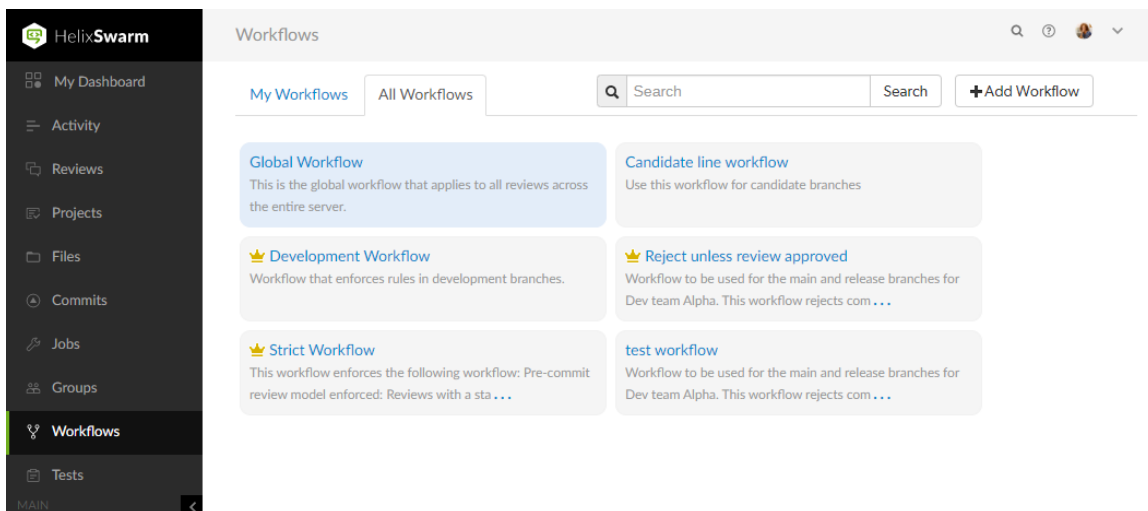 HelixSwarm
My Dashboard
Activity
Reviews
Projects
Files
Commits
Jobs
Groups
Workflows
Tests
MAIN
Workflows
My Workflows
All Workflows
Search
Search
+Add Workflow
Global Workflow
This is the global workflow that applies to all reviews across
the entire server.
Candidate line workflow
Use this workflow for candidate branches
Development Workflow
Workflow that enforces rules in development branches.
Reject unless review approved
Workflow to be used for the main and release branches for
Dev team Alpha. This workflow rejects com ...
Strict Workflow
This workflow enforces the following workflow: Pre-commit
review model enforced: Reviews with a sta ...
test workflow
Workflow to be used for the main and release branches for
Dev team Alpha. This workflow rejects com ...